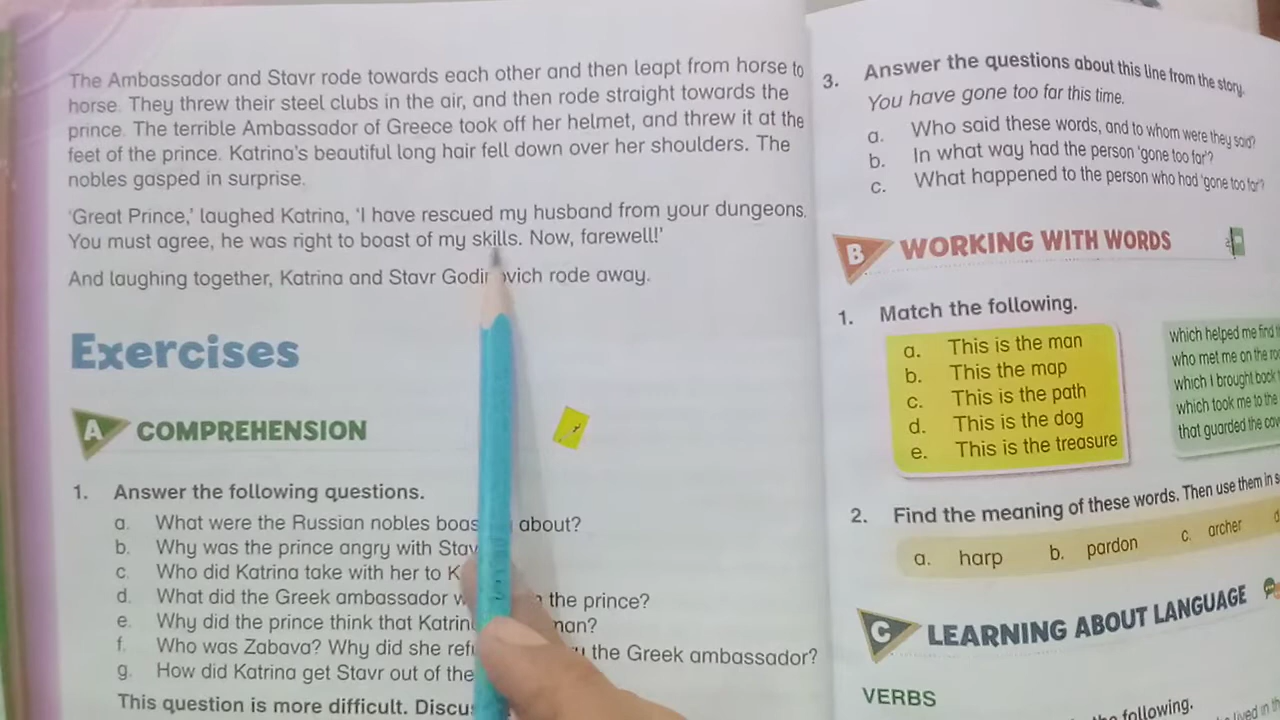 The Ambassador and Stavr rode towards each other and then leapt from horse to
horse. They threw their steel clubs in the air, and then rode straight towards the
prince. The terrible Ambassador of Greece took off her helmet, and threw it at the
feet of the prince. Katrina's beautiful long hair fell down over her shoulders. The
nobles gasped in surprise.
'Great Prince,' laughed Katrina, 'I have rescued my husband from your dungeons.
You must agree, he was right to boast of my skills. Now, farewell!'
And laughing together, Katrina and Stavr rode away.
Exercises
A COMPREHENSION
1. Answer the following questions.
a. What were the Russian nobles about?
b. Why was the prince angry with
c. Who did Katrina take with her to
d. What did the Greek ambassador the prince?
e. Why did the prince think that
f. Who was Zabava? Why did she the Greek ambassador?
g. How did Katrina get Stavr out of the
This question is more difficult.
3. Answer the questions about this line from the story.
You have gone too far this time.
a. Who said these words, and to whom were they said?
b. In what way had the person 'gone too far'?
c. What happened to the person who had 'gone too far'?
B WORKING WITH WORDS
1. Match the following.
a. This is the man
b. This the map
c. This is the path
d. This is the dog
e. This is the treasure
which helped me find
who met me on the
which I brought back
which took me to the
that guarded the
2. Find the meaning of these words. Then use them in
a. harp b. pardon c. archer
C LEARNING ABOUT LANGUAGE
VERBS
following.
lived in